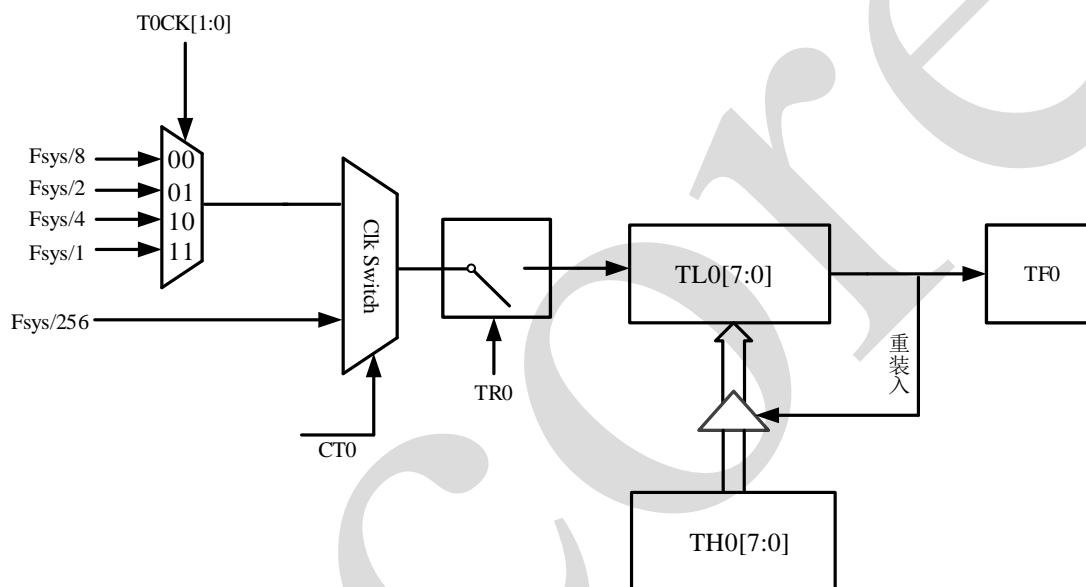 T0CK[1:0]
Fsys/8
00
Fsys/2
01
Fsys/4
10
Fsys/1
11
Fsys/256
Clk Switch
CT0
TR0
TL0[7:0]
TF0
重装入
TH0[7:0]
core